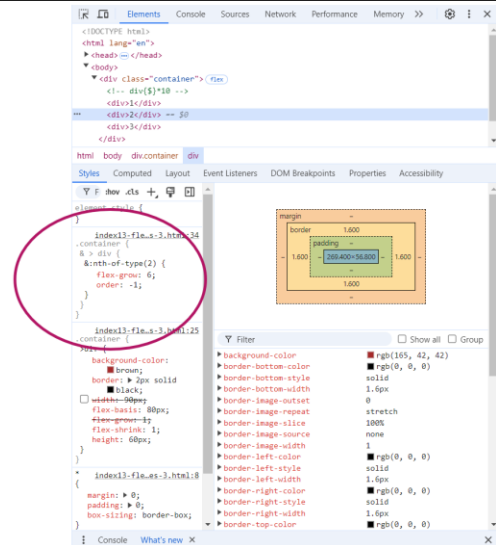 Elements Console Sources Network Performance Memory
<!DOCTYPE html>
<html lang="en">
<head> </head>
<body>
<div class="container"> flex
<!-- div{$}*10 -->
<div>1</div>
<div>2</div> == $0
<div>3</div>
</div>
html body div.container div
Styles Computed Layout Event Listeners DOM Breakpoints Properties Accessibility
F :hov .cls
element.style {
}
index13-fle…s-3.html:34
.container {
& > div {
&:nth-of-type(2) {
flex-grow: 6;
order: -1;
}
}
}
index13-fle…s-3.html:25
.container {
>div {
background-color:
brown;
border: 2px solid
black;
width: 90px;
flex-basis: 80px;
flex-grow: 1;
flex-shrink: 1;
height: 60px;
}
}
* index13-fle…es-3.html:8
{
margin: 0;
padding: 0;
box-sizing: border-box;
}
margin -
border 1.600
padding -
- 1.600 - 269.400×56.800 - 1.600 -
-
1.600
-
Filter Show all Group
background-color rgb(165, 42, 42)
border-bottom-color rgb(0, 0, 0)
border-bottom-style solid
border-bottom-width 1.6px
border-image-outset 0
border-image-repeat stretch
border-image-slice 100%
border-image-source none
border-image-width 1
border-left-color rgb(0, 0, 0)
border-left-style solid
border-left-width 1.6px
border-right-color rgb(0, 0, 0)
border-right-style solid
border-right-width 1.6px
border-top-color rgb(0, 0, 0)
Console What's new